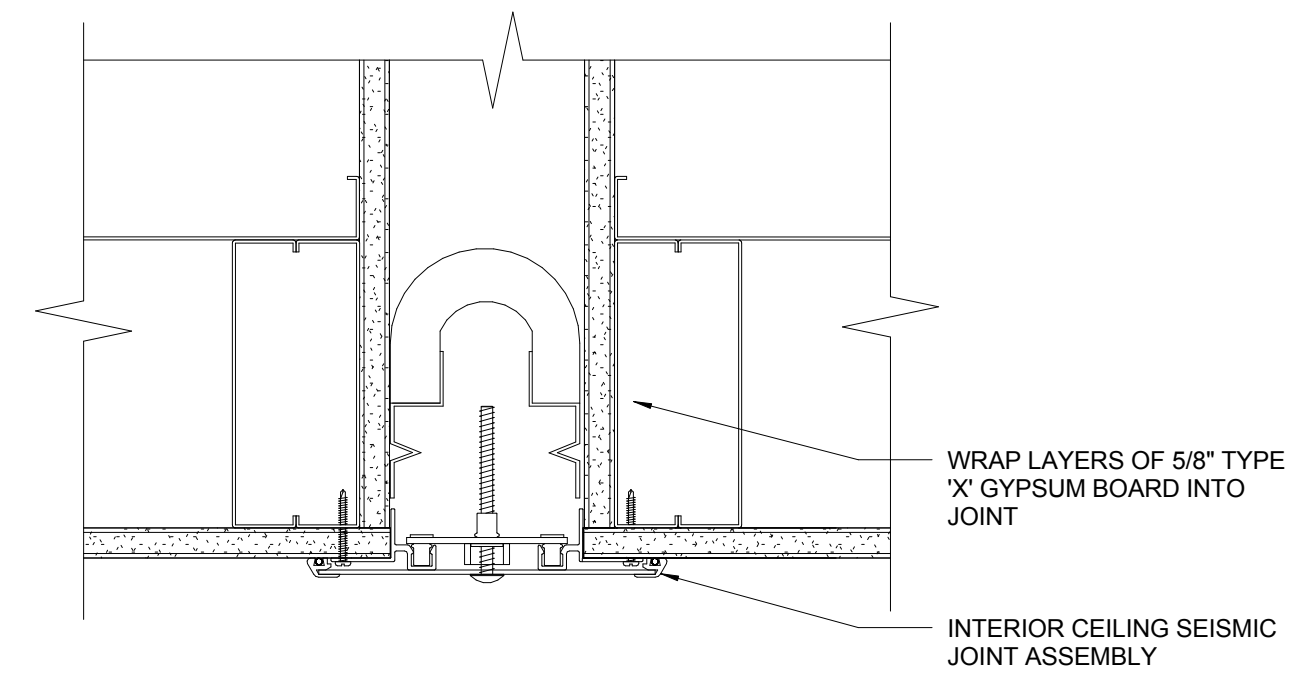 WRAP LAYERS OF 5/8" TYPE
'X' GYPSUM BOARD INTO
JOINT
INTERIOR CEILING SEISMIC
JOINT ASSEMBLY